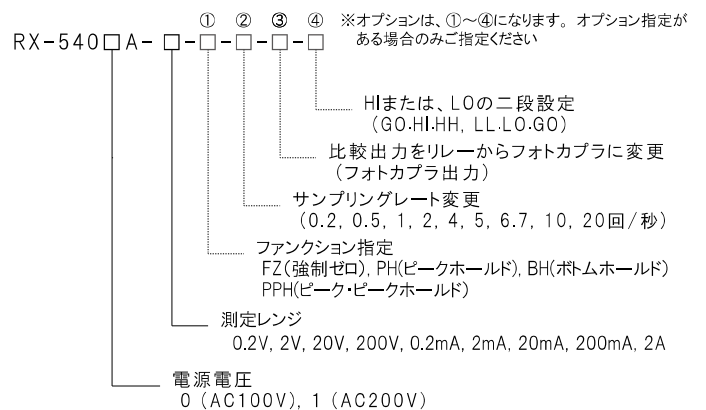 ① ② ③ ④ ※オプションは、①～④になります。オプション指定が
ある場合のみご指定ください
RX-540□A-□-□-□-□-□
HIまたは、LOの二段設定
(GO.HI.HH, LL.LO.GO)
比較出力をリレーからフォトカプラに変更
(フォトカプラ出力)
サンプリングレート変更
(0.2, 0.5, 1, 2, 4, 5, 6.7, 10, 20回/秒)
ファンクション指定
FZ(強制ゼロ), PH(ピークホールド), BH(ボトムホールド)
PPH(ピーク・ピークホールド)
測定レンジ
0.2V, 2V, 20V, 200V, 0.2mA, 2mA, 20mA, 200mA, 2A
電源電圧
0 (AC100V), 1 (AC200V)